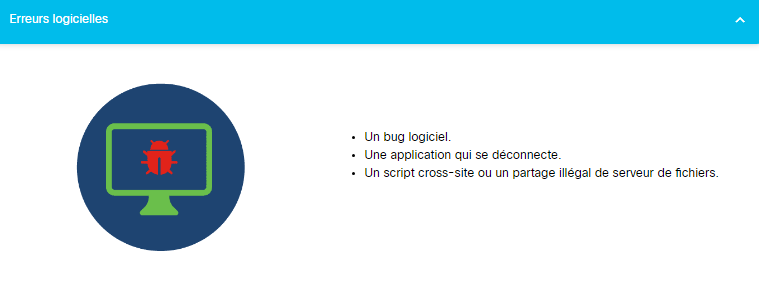 Erreurs logicielles
• Un bug logiciel.
• Une application qui se déconnecte.
• Un script cross-site ou un partage illégal de serveur de fichiers.